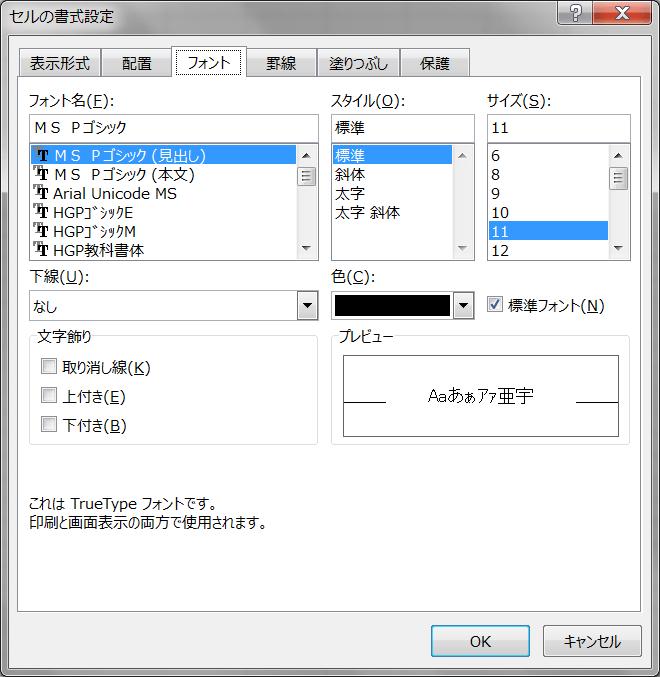 セルの書式設定
表示形式 配置 フォント 罫線 塗りつぶし 保護
フォント名(F): スタイル(O): サイズ(S):
ＭＳ Ｐゴシック 標準 11
ＭＳ Ｐゴシック (見出し) 標準 6
ＭＳ Ｐゴシック (本文) 斜体 8
Arial Unicode MS 太字 9
HGPｺﾞｼｯｸE 太字 斜体 10
HGPｺﾞｼｯｸM 11
HGP教科書体 12
下線(U): 色(C):
なし 標準フォント(N)
文字飾り プレビュー
取り消し線(K)
上付き(E) Aaあぁアァ亜宇
下付き(B)
これは TrueType フォントです。
印刷と画面表示の両方で使用されます。
OK キャンセル